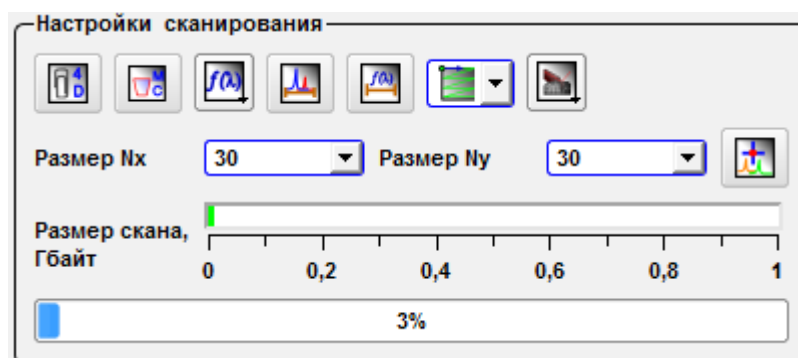 Настройки сканирования
4 D M C f(λ) f(λ)
Размер Nx 30 Размер Ny 30
Размер скана,
Гбайт
0 0,2 0,4 0,6 0,8 1
3%